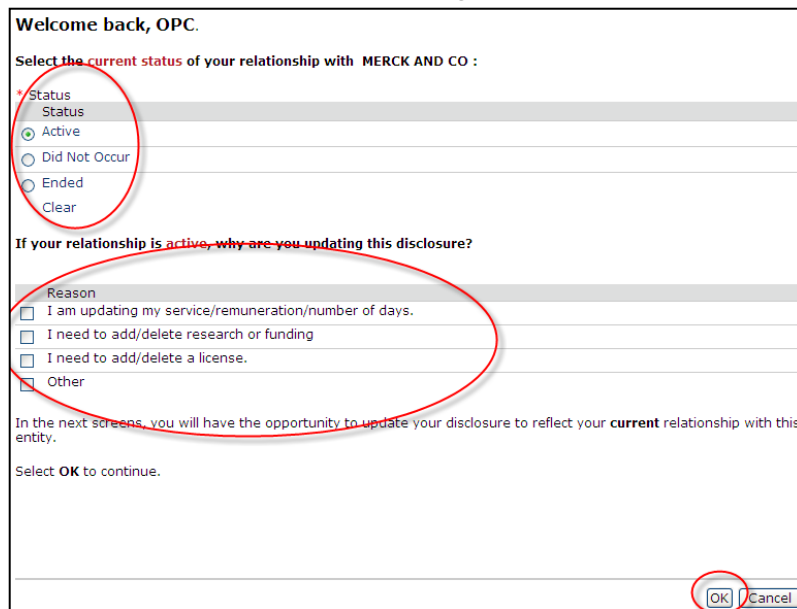 Welcome back, OPC.
Select the current status of your relationship with MERCK AND CO :
* Status
Status
Active
Did Not Occur
Ended
Clear
If your relationship is active, why are you updating this disclosure?
Reason
I am updating my service/remuneration/number of days.
I need to add/delete research or funding
I need to add/delete a license.
Other
In the next screens, you will have the opportunity to update your disclosure to reflect your current relationship with this
entity.
Select OK to continue.
OK Cancel